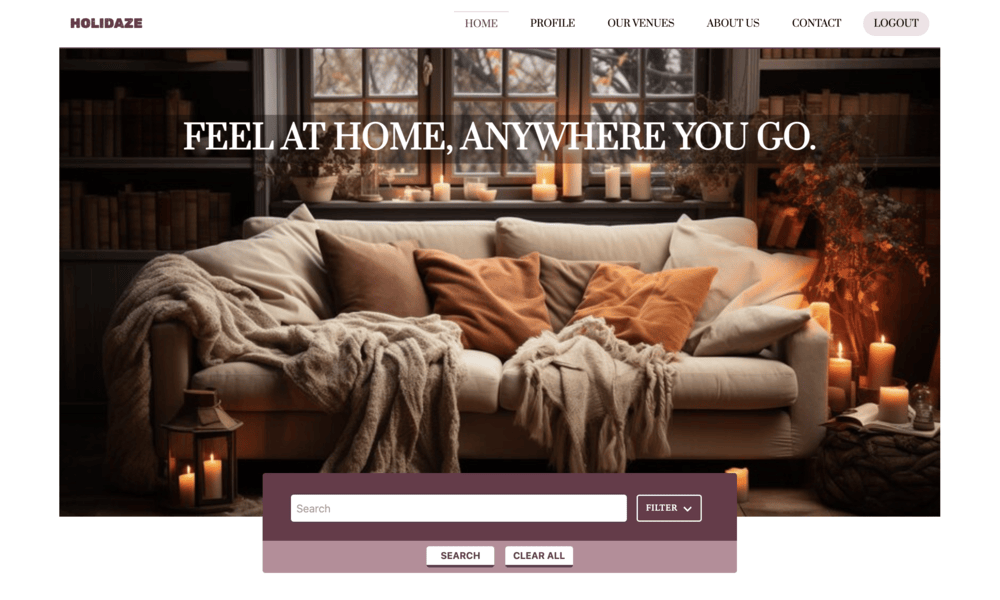 HOLIDAZE
HOME PROFILE OUR VENUES ABOUT US CONTACT LOGOUT
FEEL AT HOME, ANYWHERE YOU GO.
Search FILTER
SEARCH CLEAR ALL